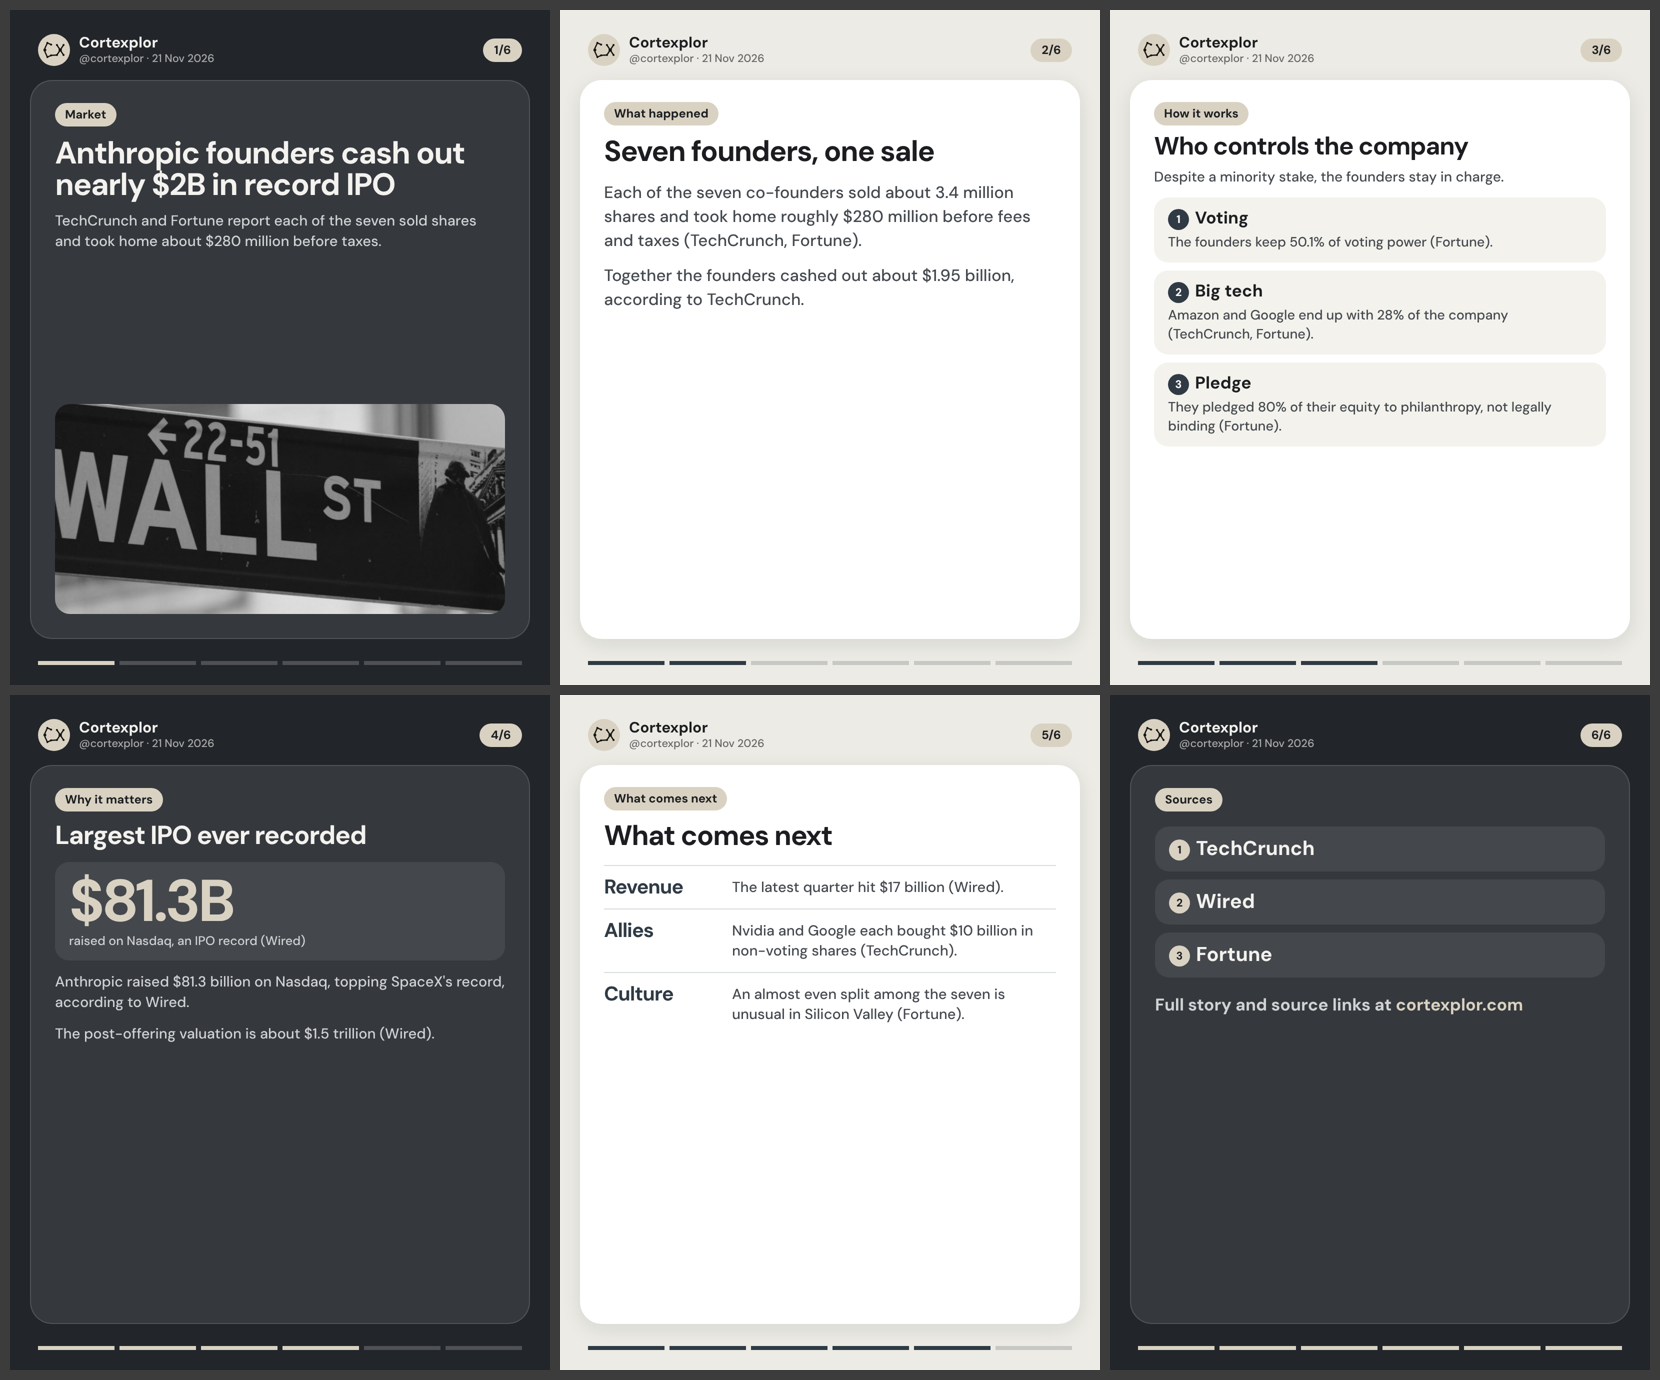 Cortexplor
@cortexplor · 21 Nov 2026
1/6
Market
Anthropic founders cash out
nearly $2B in record IPO
TechCrunch and Fortune report each of the seven sold shares
and took home about $280 million before taxes.
←22-51
WALL ST
Cortexplor
@cortexplor · 21 Nov 2026
2/6
What happened
Seven founders, one sale
Each of the seven co-founders sold about 3.4 million
shares and took home roughly $280 million before fees
and taxes (TechCrunch, Fortune).
Together the founders cashed out about $1.95 billion,
according to TechCrunch.
Cortexplor
@cortexplor · 21 Nov 2026
3/6
How it works
Who controls the company
Despite a minority stake, the founders stay in charge.
1 Voting
The founders keep 50.1% of voting power (Fortune).
2 Big tech
Amazon and Google end up with 28% of the company
(TechCrunch, Fortune).
3 Pledge
They pledged 80% of their equity to philanthropy, not legally
binding (Fortune).
Cortexplor
@cortexplor · 21 Nov 2026
4/6
Why it matters
Largest IPO ever recorded
$81.3B
raised on Nasdaq, an IPO record (Wired)
Anthropic raised $81.3 billion on Nasdaq, topping SpaceX's record,
according to Wired.
The post-offering valuation is about $1.5 trillion (Wired).
Cortexplor
@cortexplor · 21 Nov 2026
5/6
What comes next
What comes next
Revenue The latest quarter hit $17 billion (Wired).
Allies Nvidia and Google each bought $10 billion in
non-voting shares (TechCrunch).
Culture An almost even split among the seven is
unusual in Silicon Valley (Fortune).
Cortexplor
@cortexplor · 21 Nov 2026
6/6
Sources
1 TechCrunch
2 Wired
3 Fortune
Full story and source links at cortexplor.com